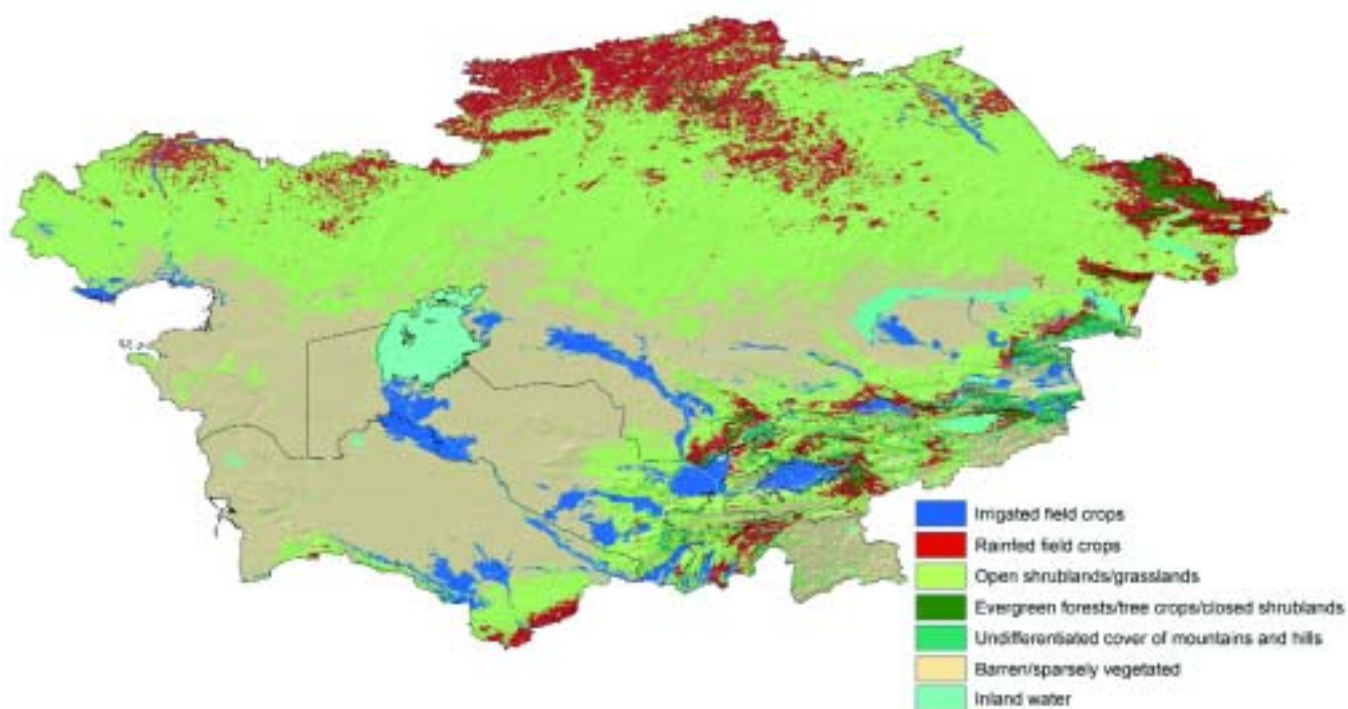 Irrigated field crops
Rainfed field crops
Open shrublands/grasslands
Evergreen forests/tree crops/closed shrublands
Undifferentiated cover of mountains and hills
Barren/sparsely vegetated
Inland water